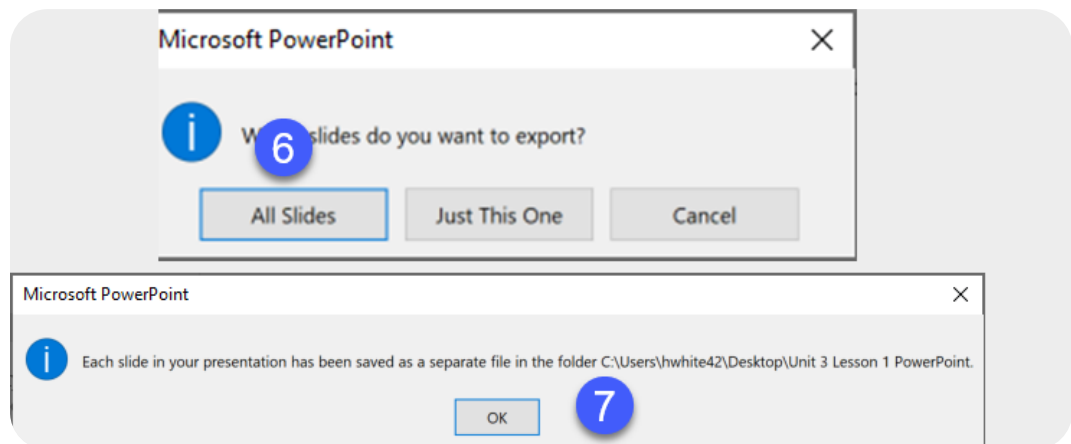 Microsoft PowerPoint
6
slides do you want to export?
All Slides Just This One Cancel
Microsoft PowerPoint
Each slide in your presentation has been saved as a separate file in the folder C:\Users\hwhite42\Desktop\Unit 3 Lesson 1 PowerPoint.
OK
7